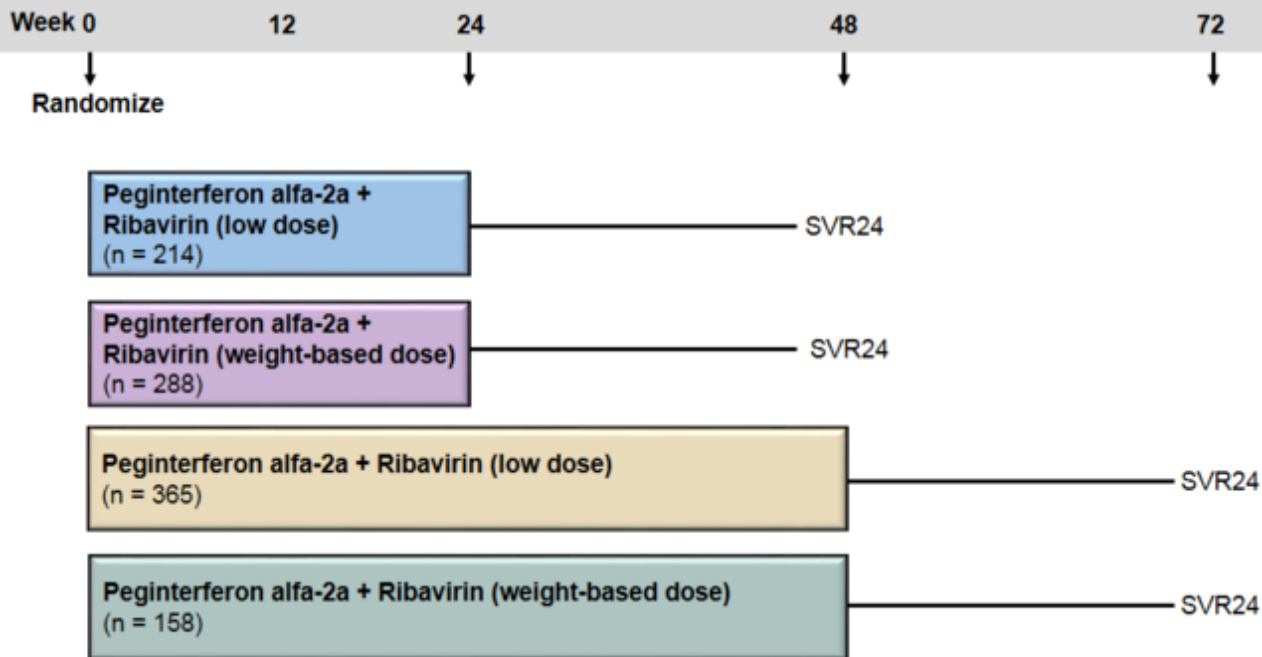 Week 0 12 24 48 72
Randomize
Peginterferon alfa-2a +
Ribavirin (low dose)
(n = 214)
SVR24
Peginterferon alfa-2a +
Ribavirin (weight-based dose)
(n = 288)
SVR24
Peginterferon alfa-2a + Ribavirin (low dose)
(n = 365)
SVR24
Peginterferon alfa-2a + Ribavirin (weight-based dose)
(n = 158)
SVR24